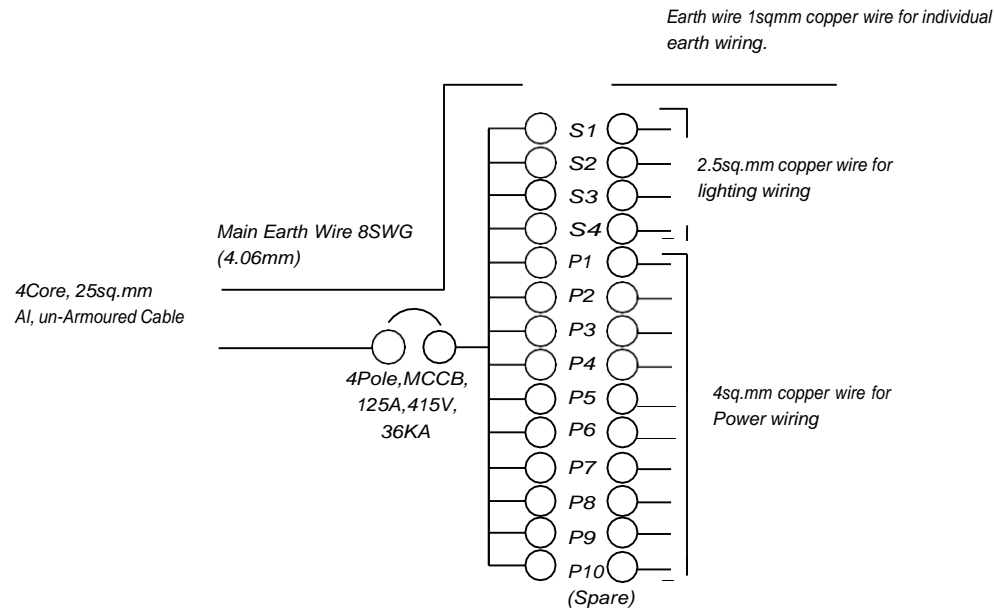 Earth wire 1sqmm copper wire for individual
earth wiring.
S1
S2
2.5sq.mm copper wire for
lighting wiring
S3
S4
Main Earth Wire 8SWG
(4.06mm)
4Core, 25sq.mm
Al, un-Armoured Cable
4Pole,MCCB,
125A,415V,
36KA
P1
P2
P3
P4
P5
P6
P7
P8
P9
P10
(Spare)
4sq.mm copper wire for
Power wiring